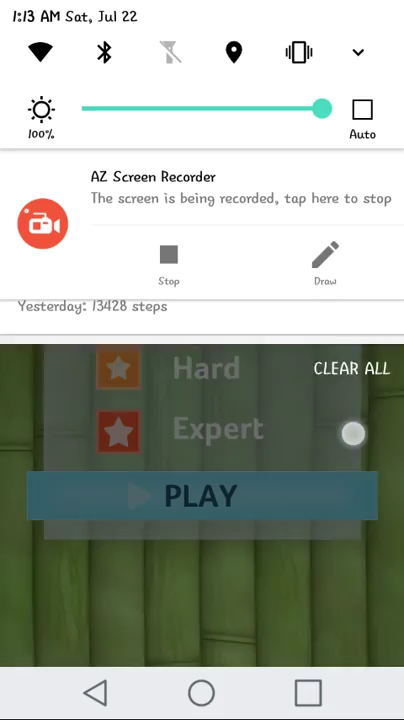 1:13 AM Sat, Jul 22
100%
Auto
AZ Screen Recorder
The screen is being recorded, tap here to stop
Stop
Draw
Yesterday: 13428 steps
CLEAR ALL
Hard
Expert
PLAY